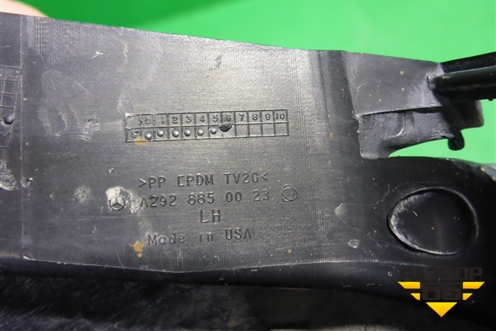 1 2 3 4 5 6 7 8 9 10
>PP EPDM TV20<
A292 885 00 23
LH
Made in USA